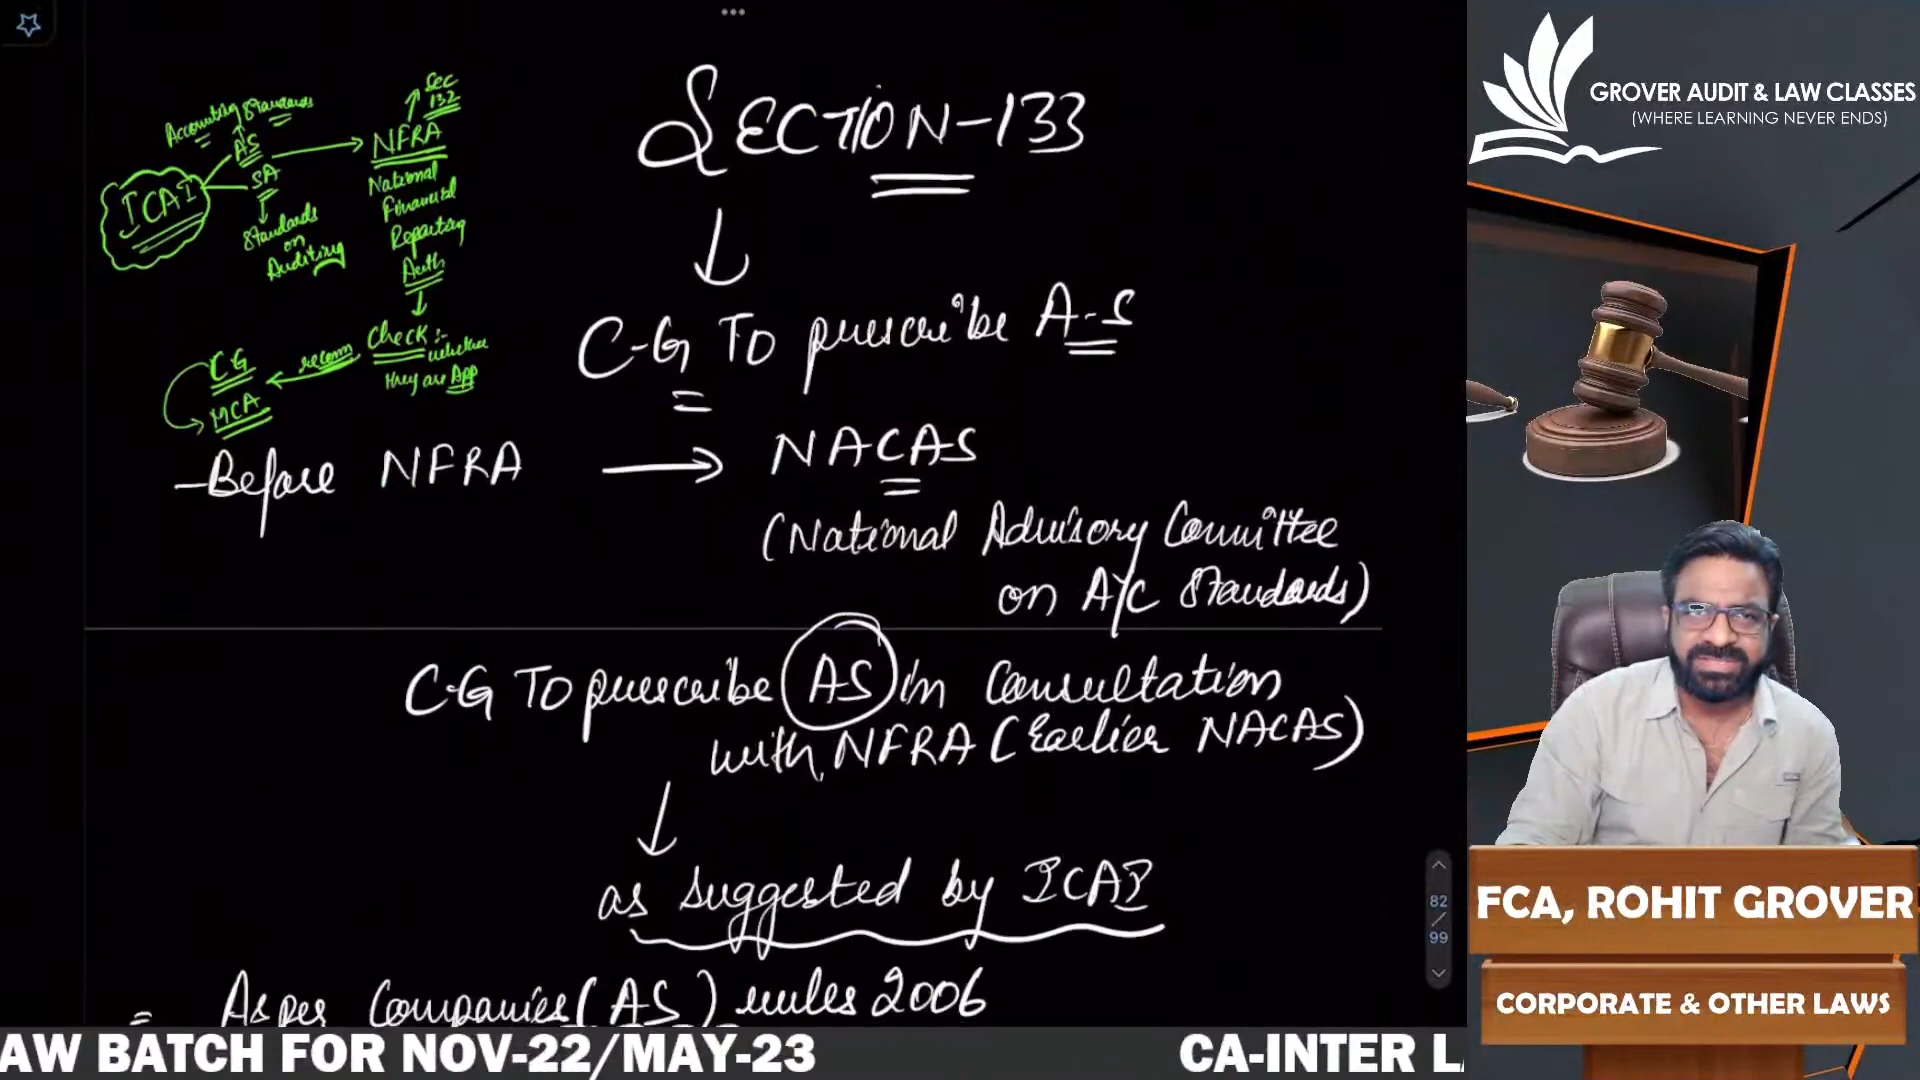 SECTION-133
C-G To prescribe A-S
-Before NFRA → NACAS
(National Advisory Committee
on A/C Standards)
C-G To prescribe AS in Consultation
with NFRA (Earlier NACAS)
as suggested by ICAI
= As per Companies (AS) rules 2006
Accounting Standards
AS
ICAI
SA
Standards
on
Auditing
Sec
132
NFRA
National
Financial
Reporting
Auth
Check :-
whether
they are App
recomm
CG
MCA
GROVER AUDIT & LAW CLASSES
(WHERE LEARNING NEVER ENDS)
82
/
99
FCA, ROHIT GROVER
CORPORATE & OTHER LAWS
AW BATCH FOR NOV-22/MAY-23 CA-INTER L